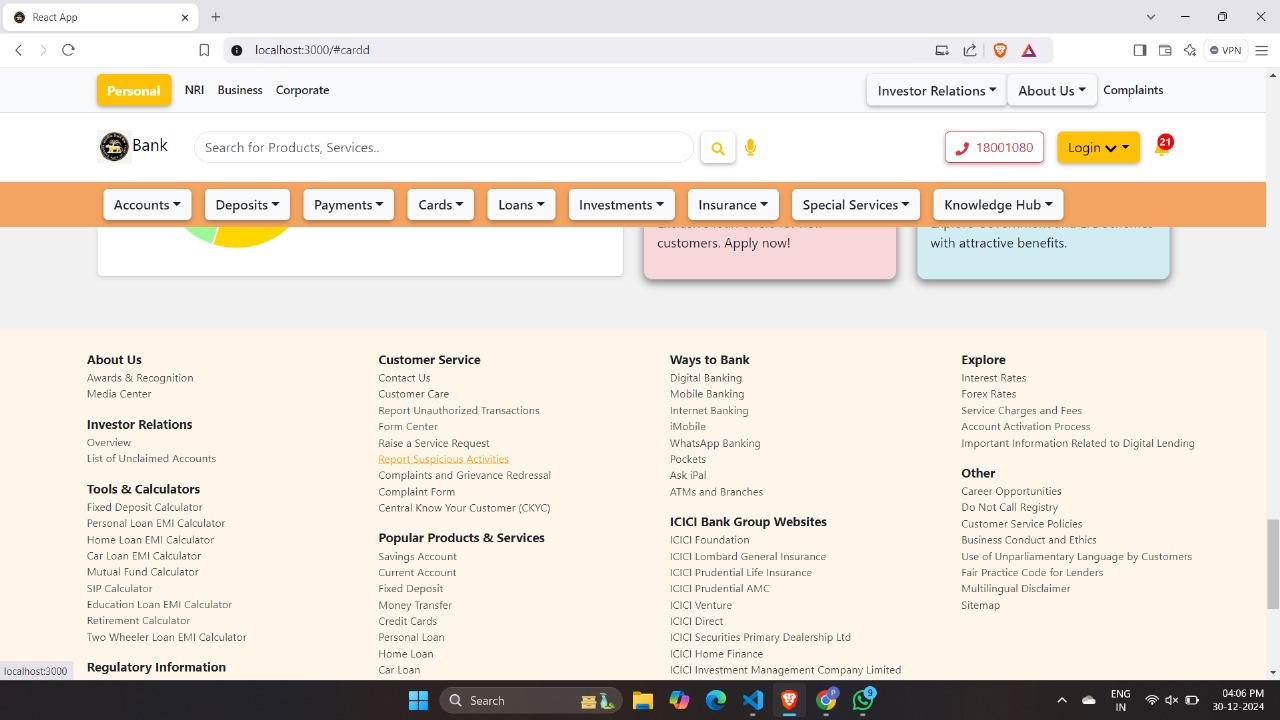 React App
localhost:3000/#cardd
VPN
Personal NRI Business Corporate Investor Relations About Us Complaints
Bank Search for Products, Services.. 18001080 Login 21
Accounts Deposits Payments Cards Loans Investments Insurance Special Services Knowledge Hub
customers. Apply now!
with attractive benefits.
About Us
Awards & Recognition
Media Center
Investor Relations
Overview
List of Unclaimed Accounts
Tools & Calculators
Fixed Deposit Calculator
Personal Loan EMI Calculator
Home Loan EMI Calculator
Car Loan EMI Calculator
Mutual Fund Calculator
SIP Calculator
Education Loan EMI Calculator
Retirement Calculator
Two Wheeler Loan EMI Calculator
Regulatory Information
Customer Service
Contact Us
Customer Care
Report Unauthorized Transactions
Form Center
Raise a Service Request
Report Suspicious Activities
Complaints and Grievance Redressal
Complaint Form
Central Know Your Customer (CKYC)
Popular Products & Services
Savings Account
Current Account
Fixed Deposit
Money Transfer
Credit Cards
Personal Loan
Home Loan
Car Loan
Ways to Bank
Digital Banking
Mobile Banking
Internet Banking
iMobile
WhatsApp Banking
Pockets
Ask iPal
ATMs and Branches
ICICI Bank Group Websites
ICICI Foundation
ICICI Lombard General Insurance
ICICI Prudential Life Insurance
ICICI Prudential AMC
ICICI Venture
ICICI Direct
ICICI Securities Primary Dealership Ltd
ICICI Home Finance
ICICI Investment Management Company Limited
Explore
Interest Rates
Forex Rates
Service Charges and Fees
Account Activation Process
Important Information Related to Digital Lending
Other
Career Opportunities
Do Not Call Registry
Customer Service Policies
Business Conduct and Ethics
Use of Unparliamentary Language by Customers
Fair Practice Code for Lenders
Multilingual Disclaimer
Sitemap
localhost:3000
Search
P
9
ENG
IN
04:06 PM
30-12-2024